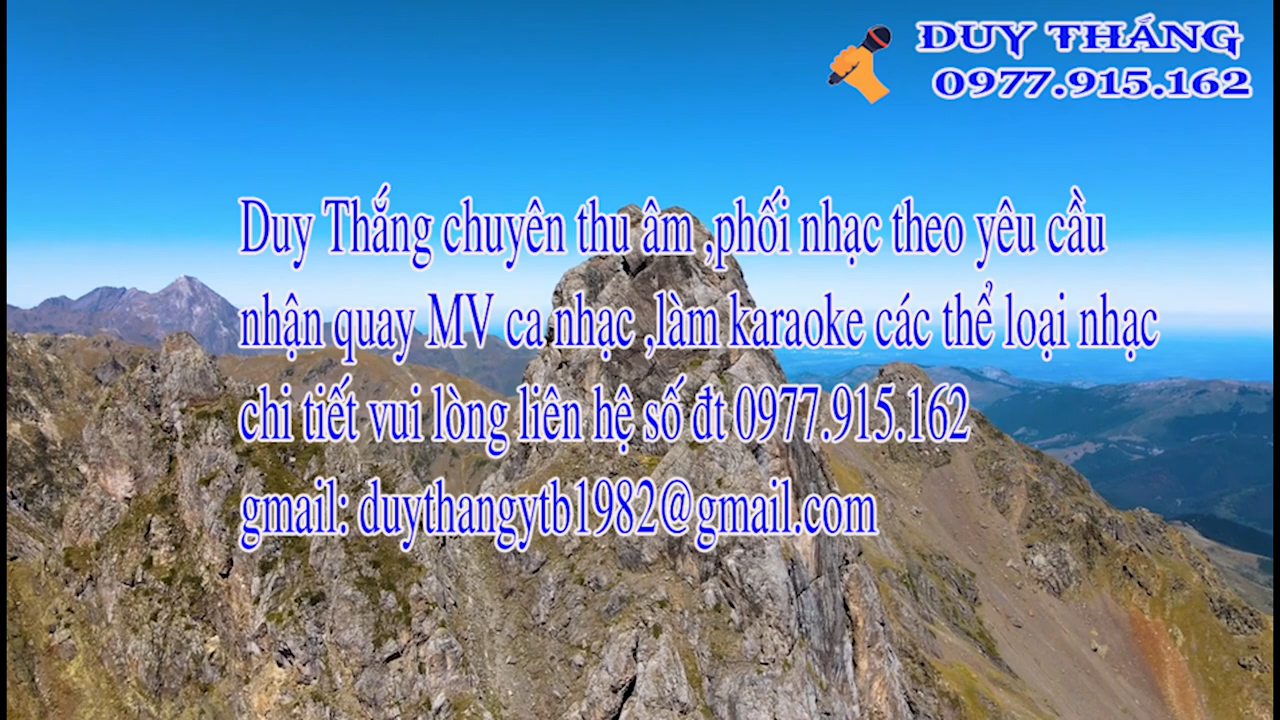 DUY THẮNG
0977.915.162
Duy Thắng chuyên thu âm ,phối nhạc theo yêu cầu
nhận quay MV ca nhạc ,làm karaoke các thể loại nhạc
chi tiết vui lòng liên hệ số đt 0977.915.162
gmail: duythangytb1982@gmail.com